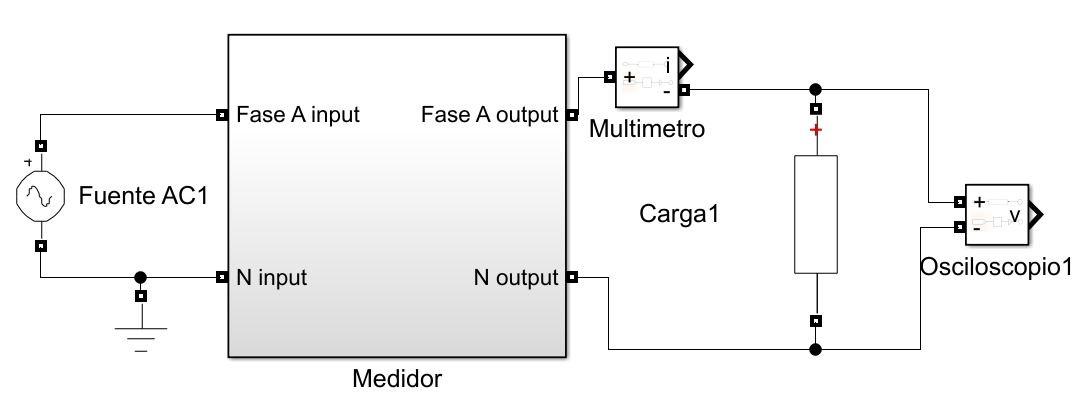 i
+
-
Fase A input
Fase A output
Multimetro
+
+
Fuente AC1
Carga1
+
v
-
Osciloscopio1
N input
N output
Medidor